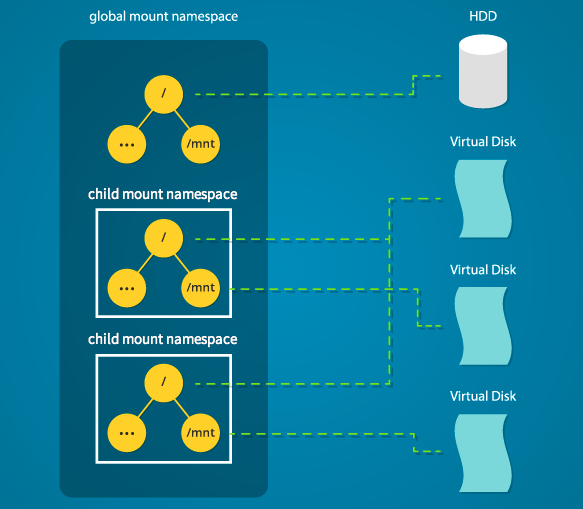 global mount namespace
HDD
/
...
/mnt
Virtual Disk
child mount namespace
/
...
/mnt
Virtual Disk
child mount namespace
/
...
/mnt
Virtual Disk